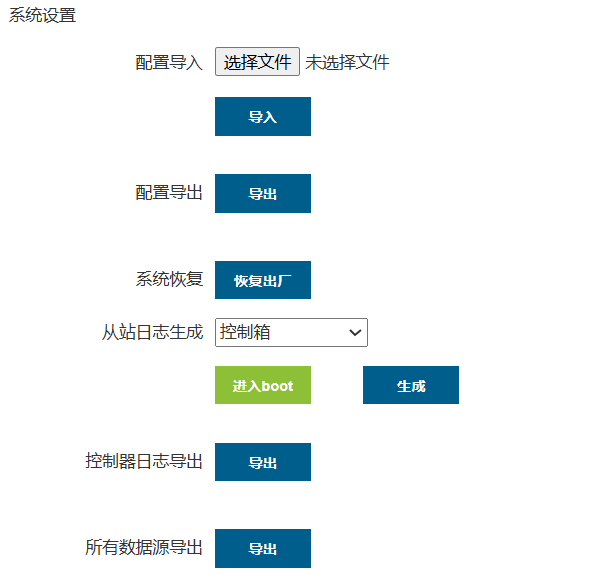 系统设置
配置导入 选择文件 未选择文件
导入
配置导出 导出
系统恢复 恢复出厂
从站日志生成 控制箱
进入boot 生成
控制器日志导出 导出
所有数据源导出 导出